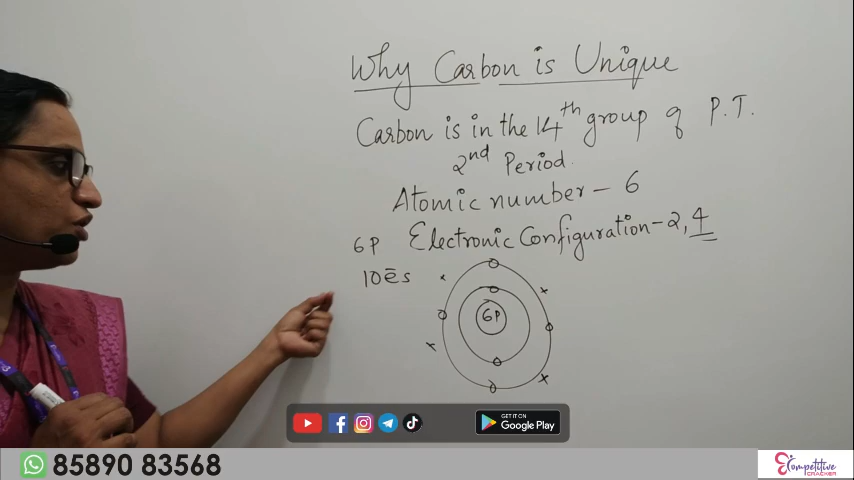 Why Carbon is Unique
Carbon is in the 14th group of P.T.
2nd Period.
Atomic number - 6
6P Electronic Configuration - 2,4
10ēs
6P
GET IT ON
Google Play
85890 83568
Competitive
CRACKER